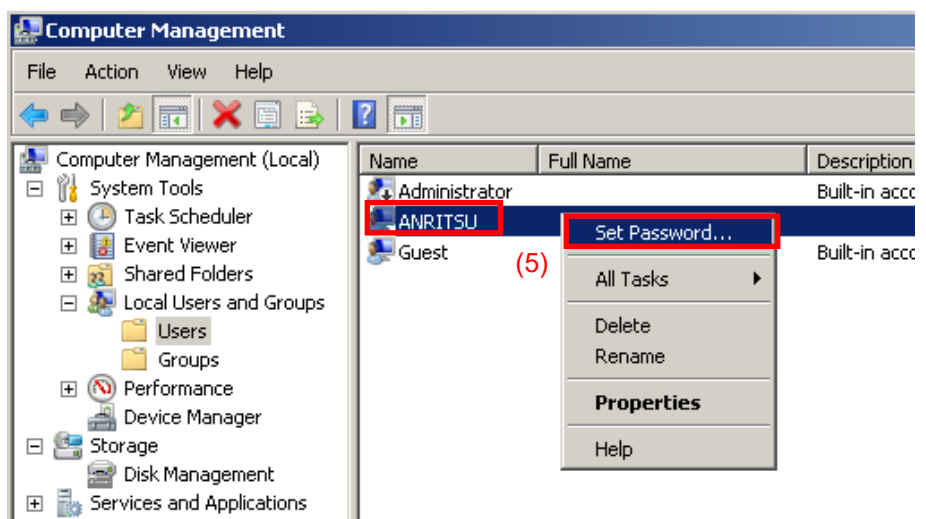 Computer Management
File Action View Help
Computer Management (Local)
System Tools
Task Scheduler
Event Viewer
Shared Folders
Local Users and Groups
Users
Groups
Performance
Device Manager
Storage
Disk Management
Services and Applications
Name Full Name Description
Administrator Built-in acco
ANRITSU
Guest Built-in acco
(5)
Set Password...
All Tasks
Delete
Rename
Properties
Help